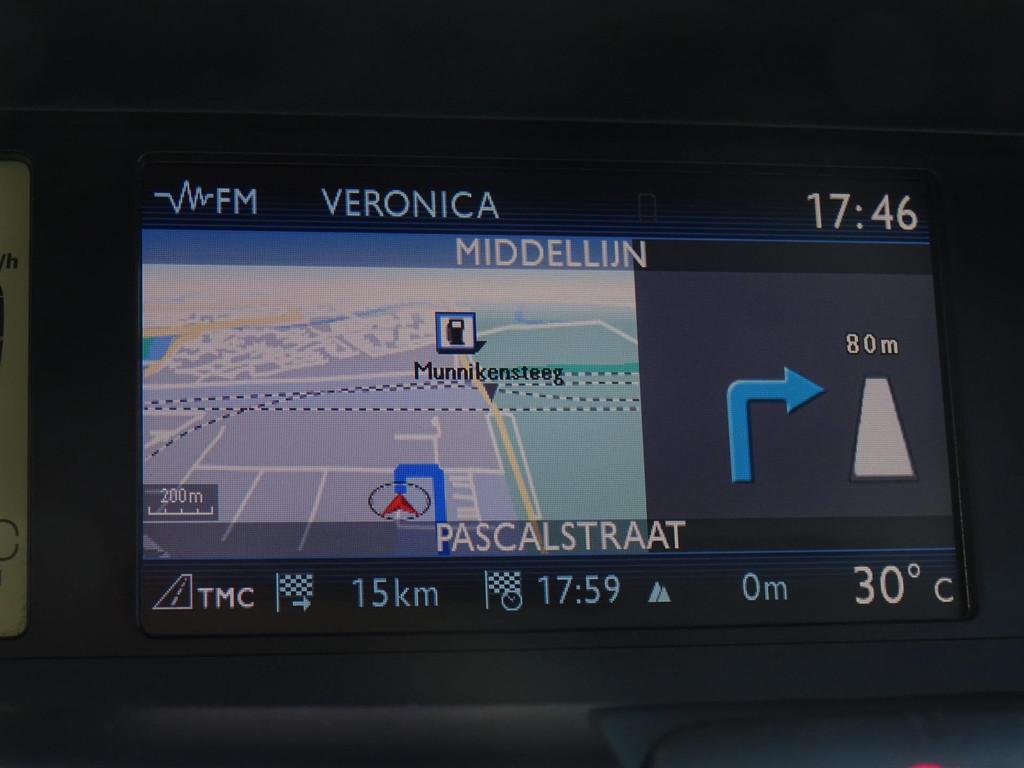 /h
FM VERONICA 17:46
MIDDELLIJN
80m
Munnikensteeg
200m
PASCALSTRAAT
TMC 15km 17:59 0m 30° C